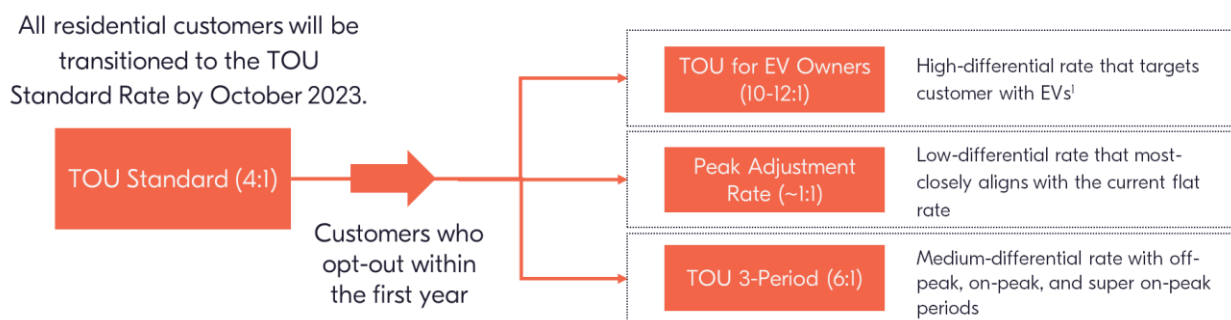 All residential customers will be
transitioned to the TOU
Standard Rate by October 2023.
TOU Standard (4:1)
Customers who
opt-out within
the first year
TOU for EV Owners
(10-12:1)
High-differential rate that targets
customer with EVs¹
Peak Adjustment
Rate (~1:1)
Low-differential rate that most-
closely aligns with the current flat
rate
TOU 3-Period (6:1)
Medium-differential rate with off-
peak, on-peak, and super on-peak
periods